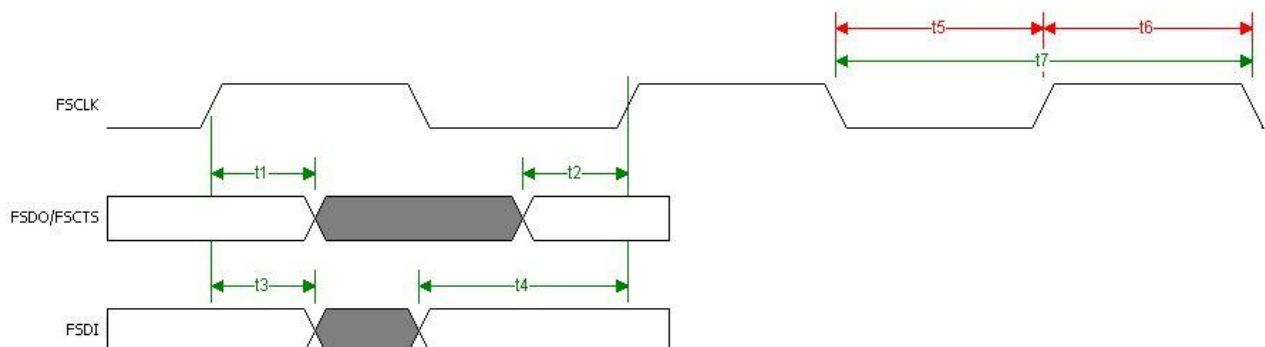 t5
t6
t7
FSCLK
t1
t2
FSDO/FSCTS
t3
t4
FSDI